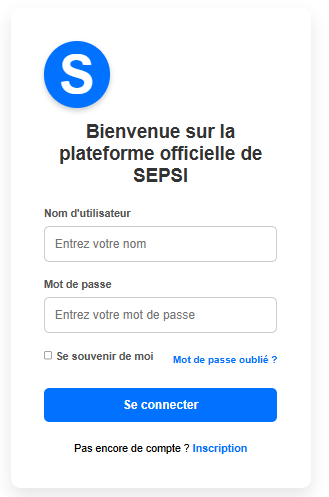 S
Bienvenue sur la
plateforme officielle de
SEPSI
Nom d'utilisateur
Entrez votre nom
Mot de passe
Entrez votre mot de passe
Se souvenir de moi Mot de passe oublié ?
Se connecter
Pas encore de compte ? Inscription